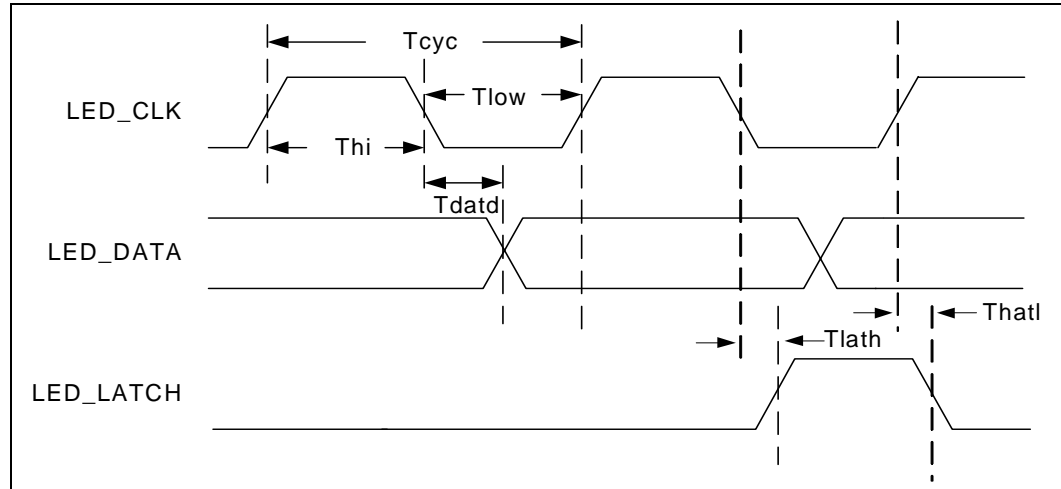 Tcyc
LED_CLK
Tlow
Thi
Tdatd
LED_DATA
Thatl
Tlath
LED_LATCH